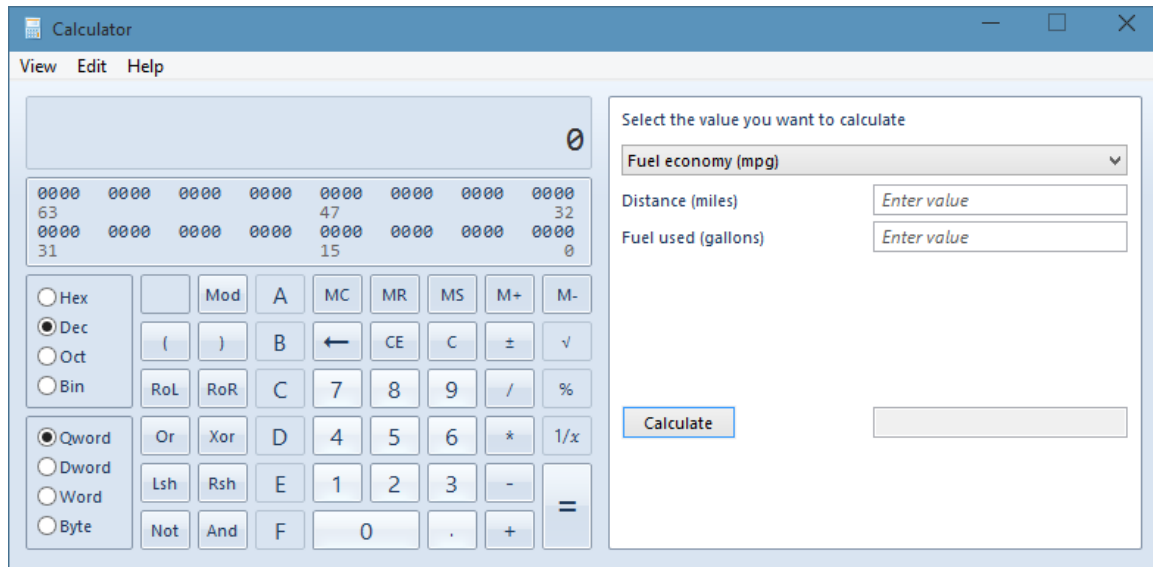 Calculator
View Edit Help
0
0000 0000 0000 0000 0000 0000 0000 0000
63 47 32
0000 0000 0000 0000 0000 0000 0000 0000
31 15 0
Hex
Dec
Oct
Bin
Qword
Dword
Word
Byte
Mod A MC MR MS M+ M-
( ) B ← CE C ± √
RoL RoR C 7 8 9 / %
Or Xor D 4 5 6 * 1/x
Lsh Rsh E 1 2 3 - =
Not And F 0 . +
Select the value you want to calculate
Fuel economy (mpg)
Distance (miles) Enter value
Fuel used (gallons) Enter value
Calculate